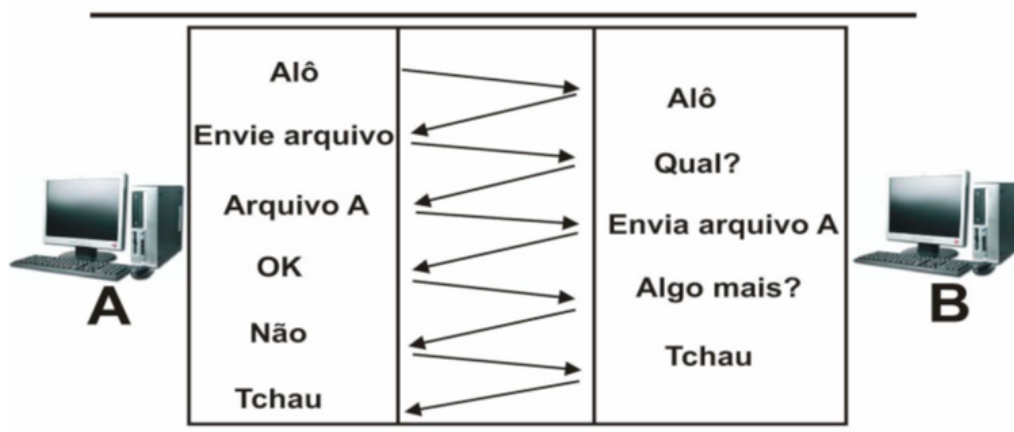 Alô
Alô
Envie arquivo
Qual?
Arquivo A
Envia arquivo A
OK
Algo mais?
Não
Tchau
Tchau
A
B